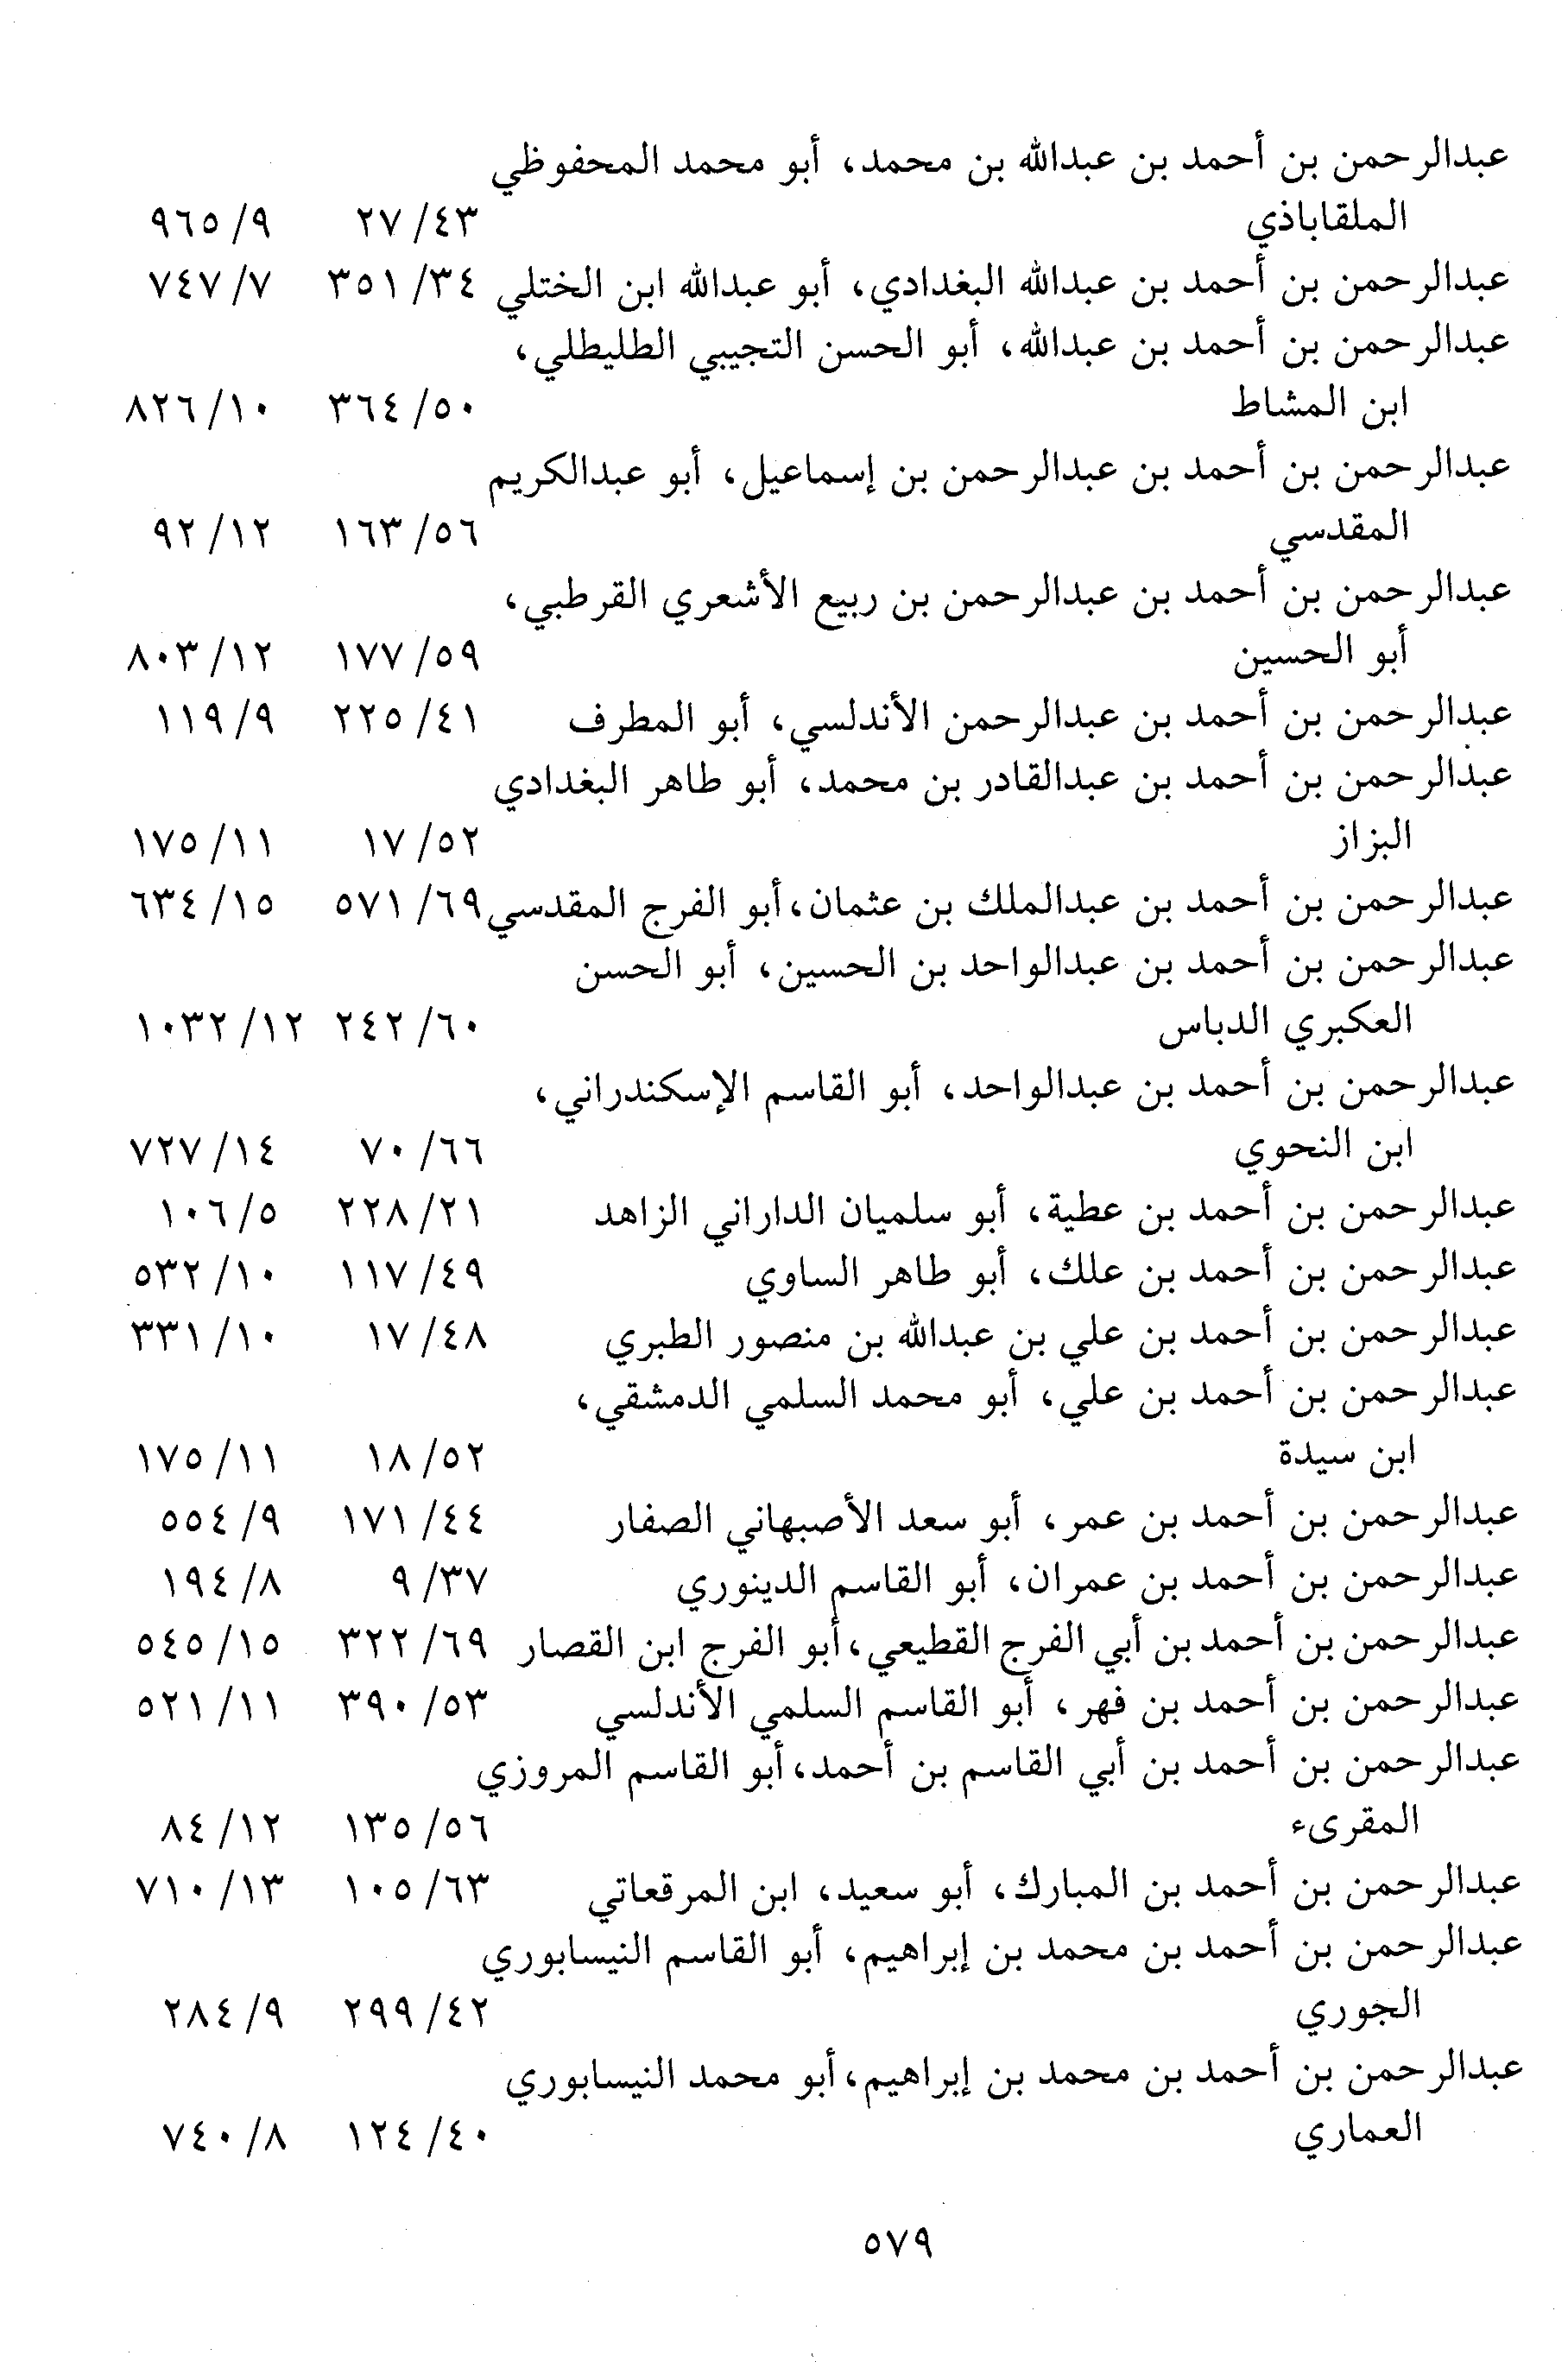 عبدالرحمن بن أحمد بن عبدالله بن محمد، أبو محمد المحفوظي
الملقاباذي ٤٣/ ٢٧ ٩/ ٩٦٥
عبدالرحمن بن أحمد بن عبدالله البغدادي، أبو عبدالله ابن الختلي ٣٤/ ٣٥١ ٧/ ٧٤٧
عبدالرحمن بن أحمد بن عبدالله، أبو الحسن التجيبي الطليطلي،
ابن المشاط ٥٠/ ٣٦٤ ١٠/ ٨٢٦
عبدالرحمن بن أحمد بن عبدالرحمن بن إسماعيل، أبو عبدالكريم
المقدسي ٥٦/ ١٦٣ ١٢/ ٩٢
عبدالرحمن بن أحمد بن عبدالرحمن بن ربيع الأشعري القرطبي،
أبو الحسين ٥٩/ ١٧٧ ١٢/ ٨٠٣
عبدالرحمن بن أحمد بن عبدالرحمن الأندلسي، أبو المطرف ٤١/ ٢٢٥ ٩/ ١١٩
عبدالرحمن بن أحمد بن عبدالقادر بن محمد، أبو طاهر البغدادي
البزاز ٥٢/ ١٧ ١١/ ١٧٥
عبدالرحمن بن أحمد بن عبدالملك بن عثمان،أبو الفرج المقدسي ٦٩/ ٥٧١ ١٥/ ٦٣٤
عبدالرحمن بن أحمد بن عبدالواحد بن الحسين، أبو الحسن
العكبري الدباس ٦٠/ ٢٤٢ ١٢/ ١٠٣٢
عبدالرحمن بن أحمد بن عبدالواحد، أبو القاسم الإسكندراني،
ابن النحوي ٦٦/ ٧٠ ١٤/ ٧٢٧
عبدالرحمن بن أحمد بن عطية، أبو سلميان الداراني الزاهد ٢١/ ٢٢٨ ٥/ ١٠٦
عبدالرحمن بن أحمد بن علك، أبو طاهر الساوي ٤٩/ ١١٧ ١٠/ ٥٣٢
عبدالرحمن بن أحمد بن علي بن عبدالله بن منصور الطبري ٤٨/ ١٧ ١٠/ ٣٣١
عبدالرحمن بن أحمد بن علي، أبو محمد السلمي الدمشقي،
ابن سيدة ٥٢/ ١٨ ١١/ ١٧٥
عبدالرحمن بن أحمد بن عمر، أبو سعد الأصبهاني الصفار ٤٤/ ١٧١ ٩/ ٥٥٤
عبدالرحمن بن أحمد بن عمران، أبو القاسم الدينوري ٣٧/ ٩ ٨/ ١٩٤
عبدالرحمن بن أحمد بن أبي الفرج القطيعي،أبو الفرج ابن القصار ٦٩/ ٣٢٢ ١٥/ ٥٤٥
عبدالرحمن بن أحمد بن فهر، أبو القاسم السلمي الأندلسي ٥٣/ ٣٩٠ ١١/ ٥٢١
عبدالرحمن بن أحمد بن أبي القاسم بن أحمد،أبو القاسم المروزي
المقرىء ٥٦/ ١٣٥ ١٢/ ٨٤
عبدالرحمن بن أحمد بن المبارك، أبو سعيد، ابن المرقعاتي ٦٣/ ١٠٥ ١٣/ ٧١٠
عبدالرحمن بن أحمد بن محمد بن إبراهيم، أبو القاسم النيسابوري
الجوري ٤٢/ ٢٩٩ ٩/ ٢٨٤
عبدالرحمن بن أحمد بن محمد بن إبراهيم،أبو محمد النيسابوري
العماري ٤٠/ ١٢٤ ٨/ ٧٤٠
٥٧٩